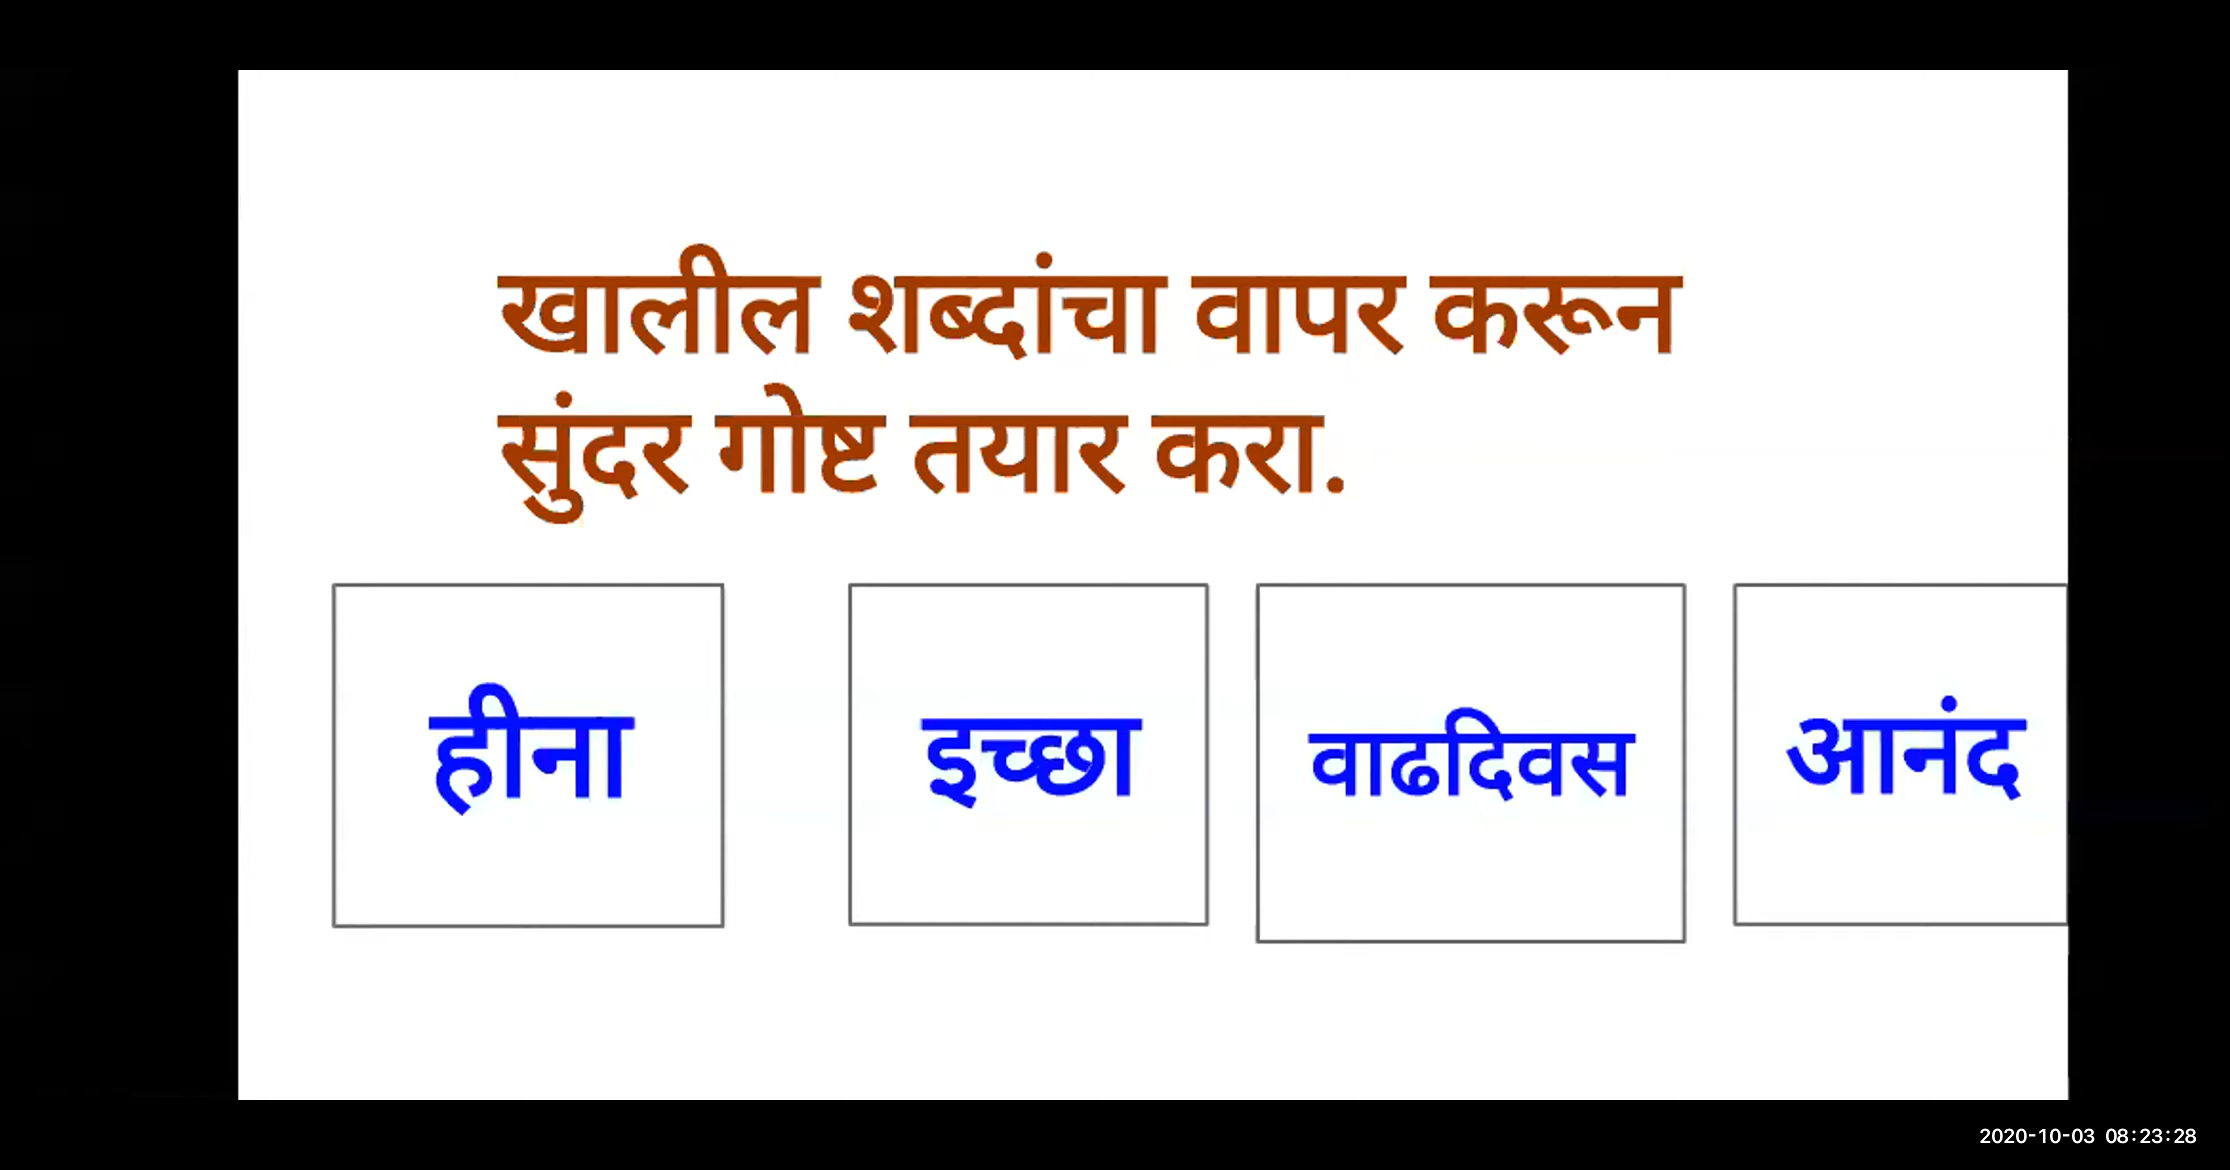 खालील शब्दांचा वापर करून
सुंदर गोष्ट तयार करा.
हीना
इच्छा
वाढदिवस
आनंद
2020-10-03 08:23:28